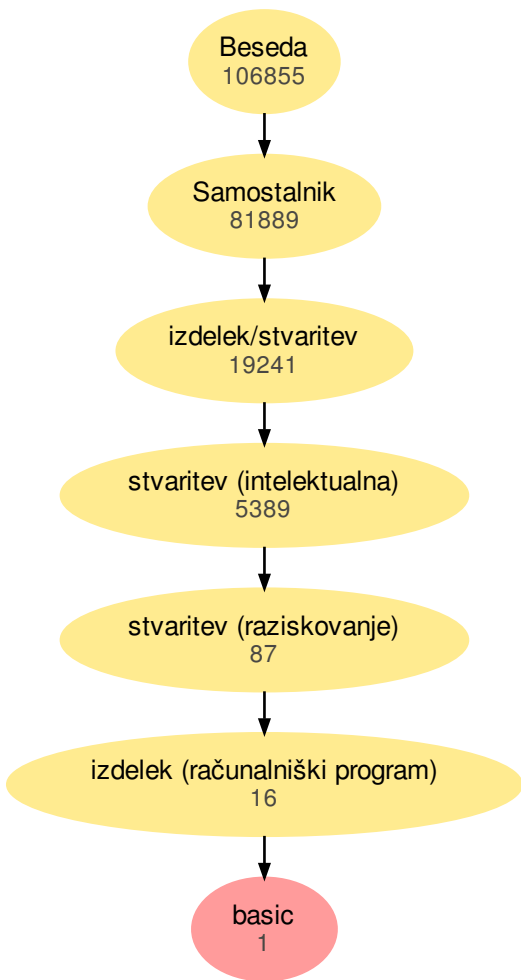 Beseda
106855
Samostalnik
81889
izdelek/stvaritev
19241
stvaritev (intelektualna)
5389
stvaritev (raziskovanje)
87
izdelek (računalniški program)
16
basic
1